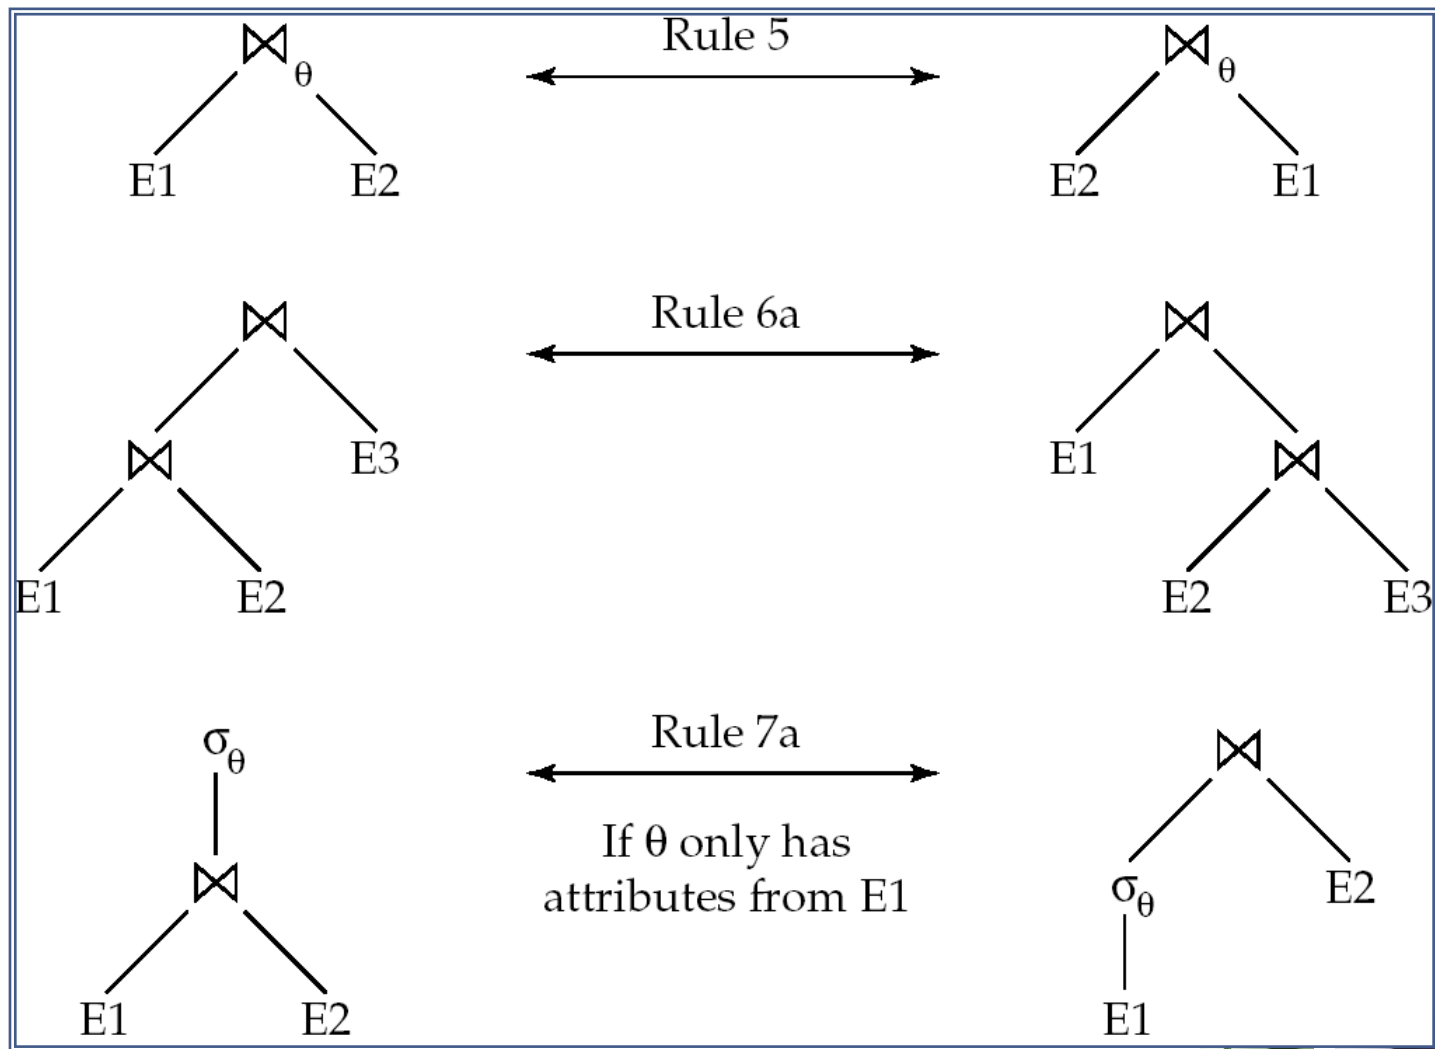 Rule 5
⋈θ
⋈θ
E1 E2
E2 E1
Rule 6a
⋈
⋈
E3
E1
⋈
⋈
E1 E2
E2 E3
Rule 7a
σθ
⋈
If θ only has
attributes from E1
⋈
σθ
E2
E1 E2
E1